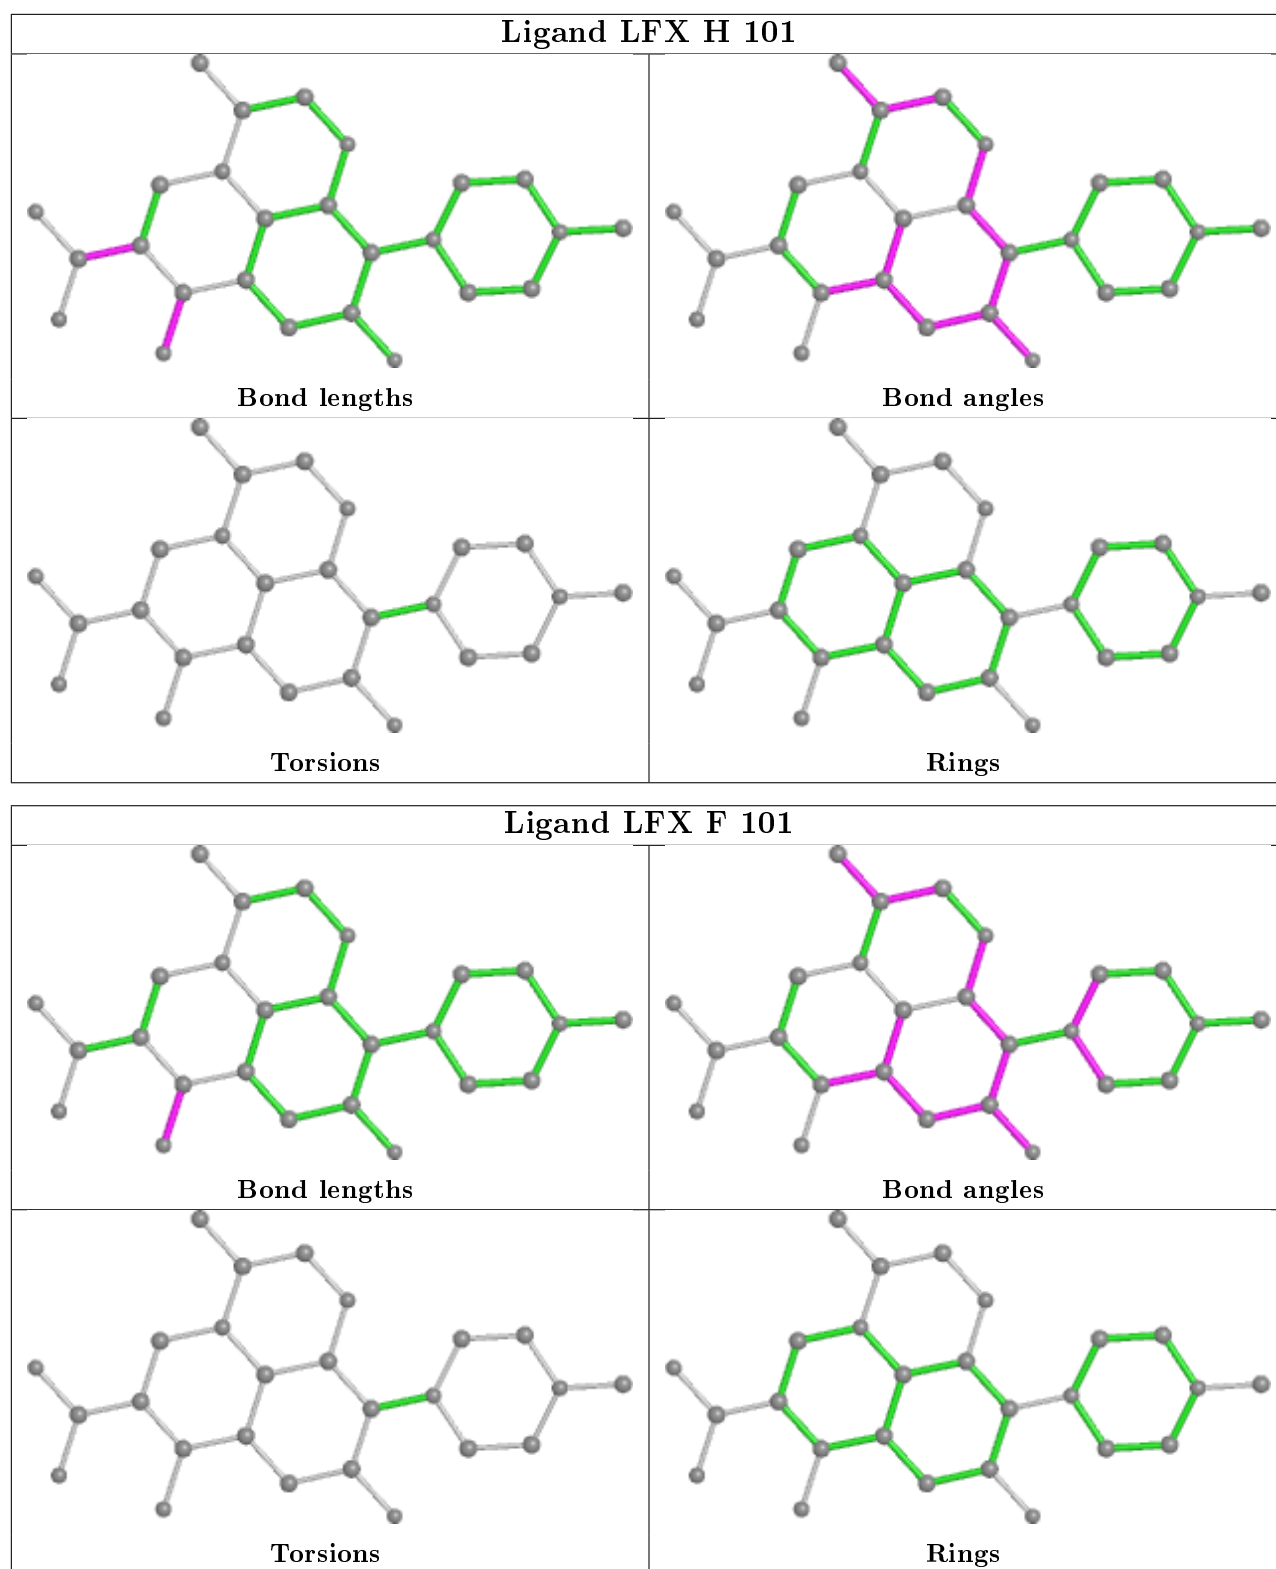 Ligand LFX H 101
Bond lengths
Bond angles
Torsions
Rings
Ligand LFX F 101
Bond lengths
Bond angles
Torsions
Rings